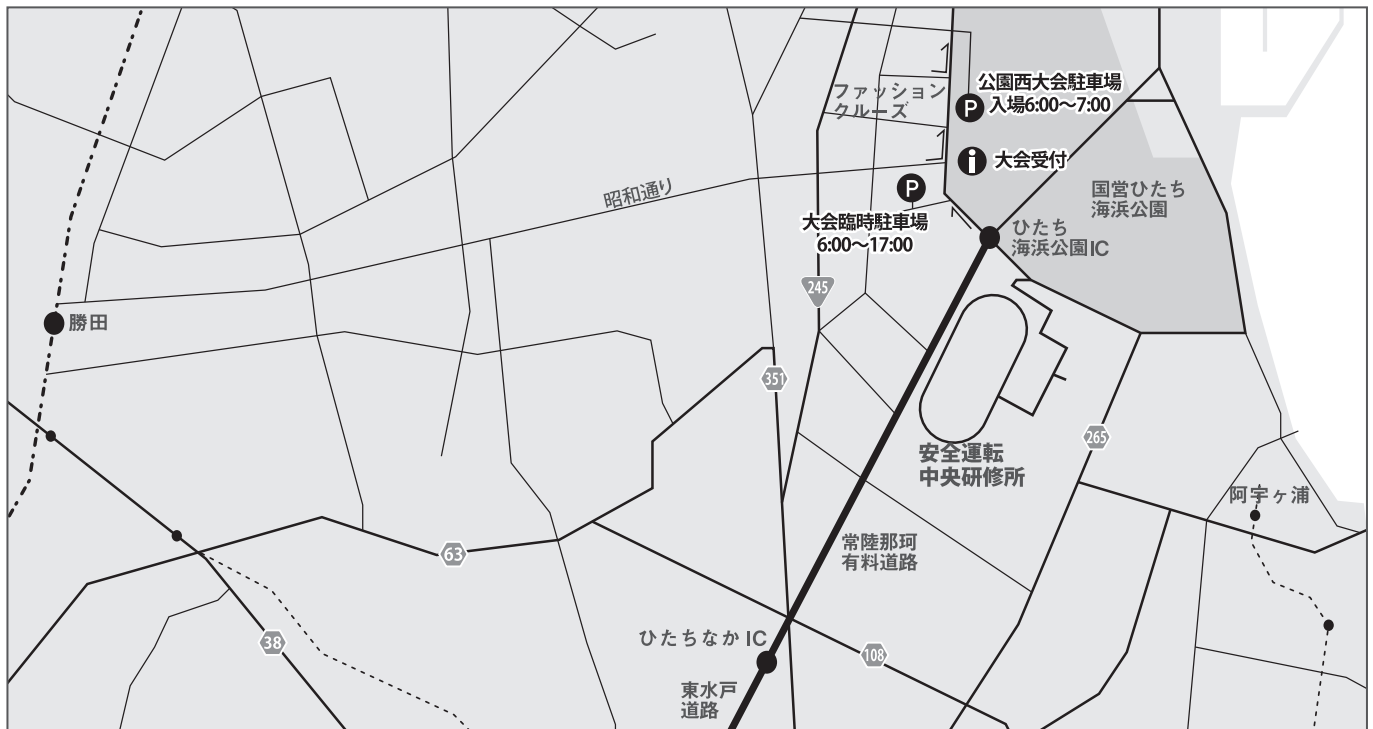 公園西大会駐車場
入場6:00〜7:00
P
ファッション
クルーズ
大会受付
昭和通り
P
国営ひたち
海浜公園
大会臨時駐車場
6:00〜17:00
ひたち
海浜公園IC
245
勝田
351
265
安全運転
中央研修所
阿字ヶ浦
常陸那珂
有料道路
63
38
ひたちなかIC
108
東水戸
道路